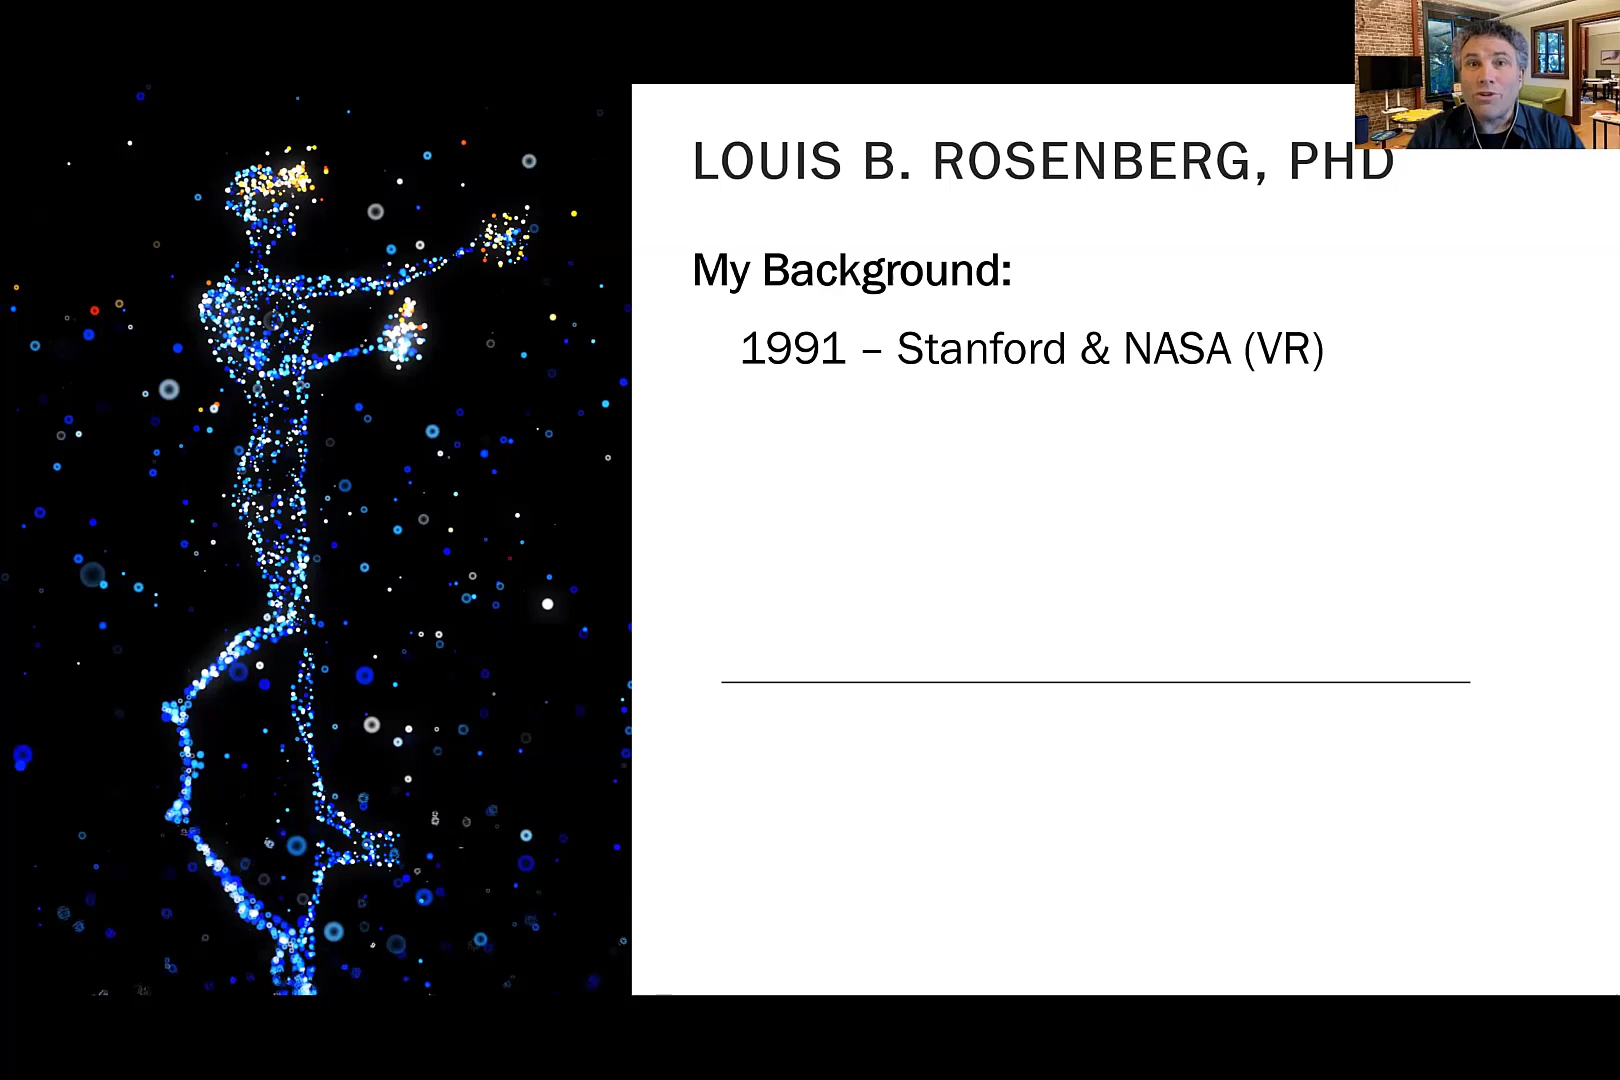 LOUIS B. ROSENBERG, PHD
My Background:
1991 – Stanford & NASA (VR)